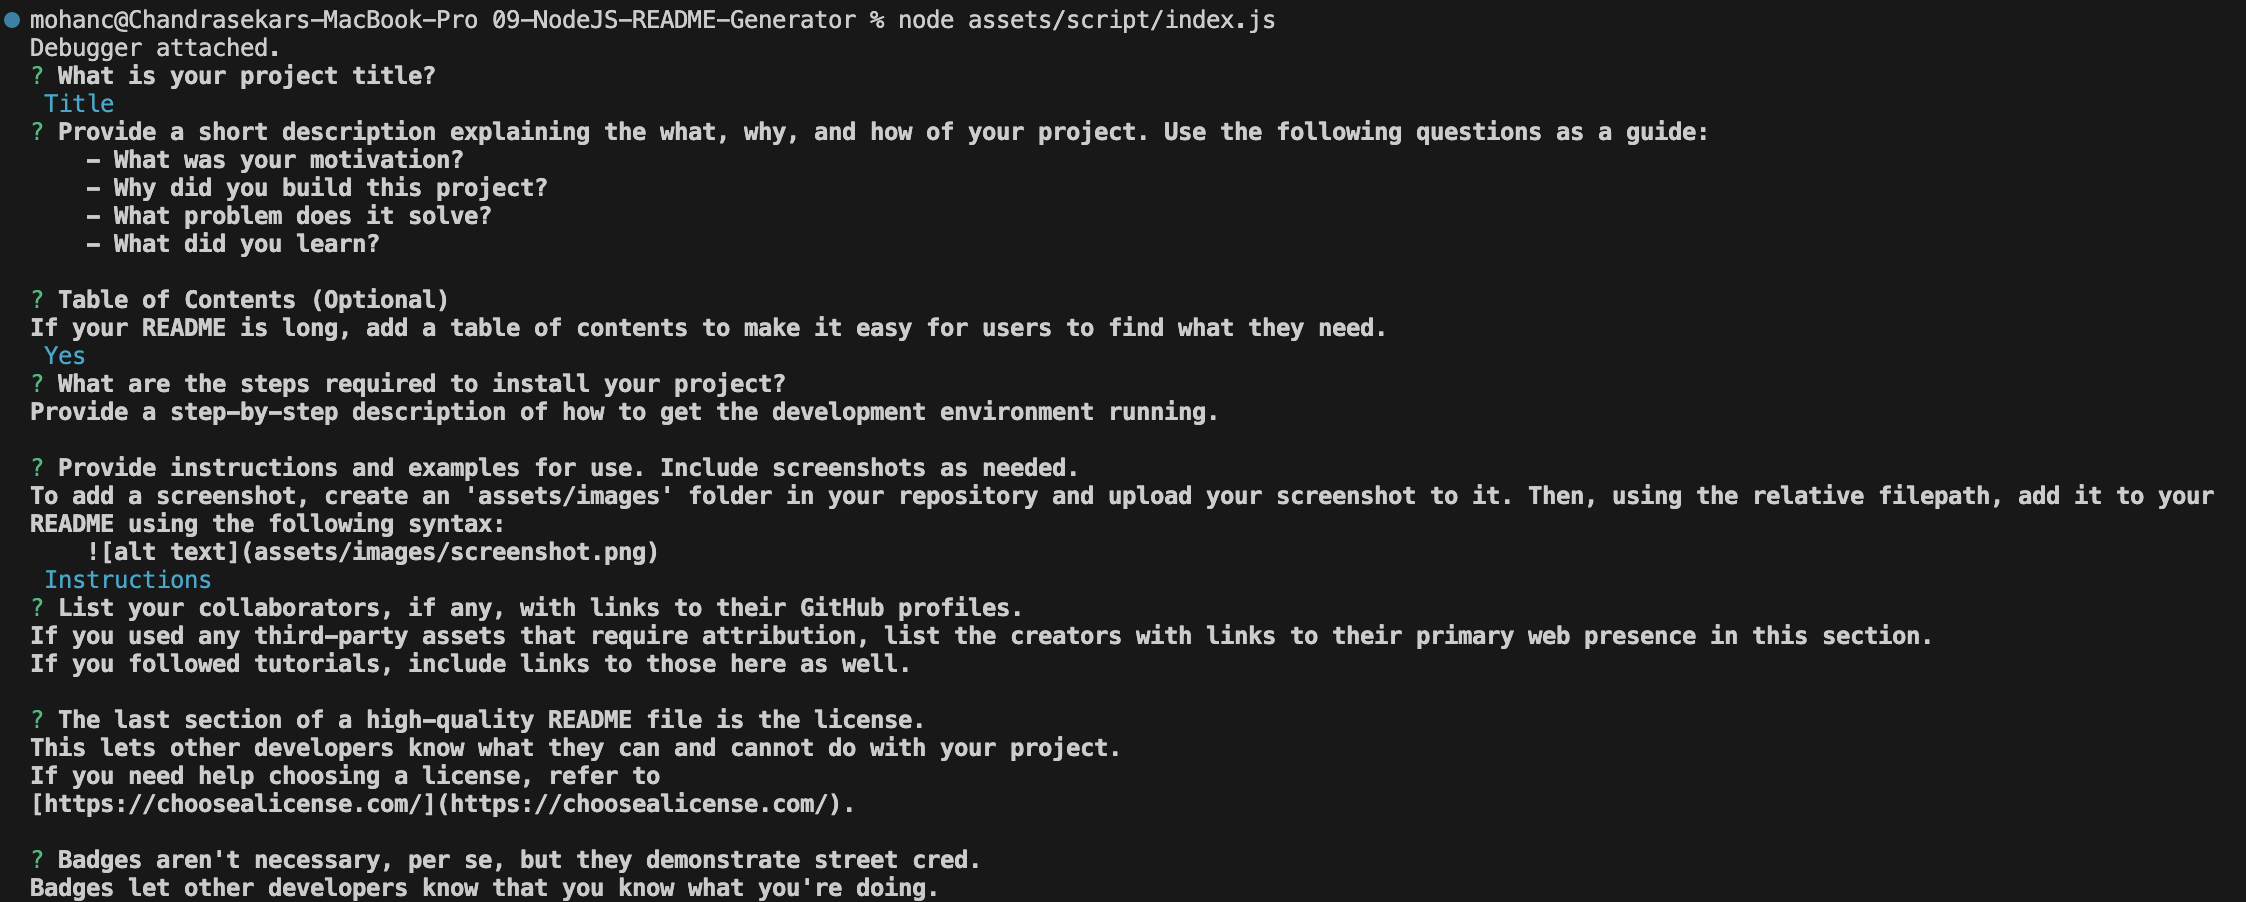 mohanc@Chandrasekars-MacBook-Pro 09-NodeJS-README-Generator % node assets/script/index.js
Debugger attached.
? What is your project title?
Title
? Provide a short description explaining the what, why, and how of your project. Use the following questions as a guide:
- What was your motivation?
- Why did you build this project?
- What problem does it solve?
- What did you learn?
? Table of Contents (Optional)
If your README is long, add a table of contents to make it easy for users to find what they need.
Yes
? What are the steps required to install your project?
Provide a step-by-step description of how to get the development environment running.
? Provide instructions and examples for use. Include screenshots as needed.
To add a screenshot, create an 'assets/images' folder in your repository and upload your screenshot to it. Then, using the relative filepath, add it to your
README using the following syntax:
![alt text](assets/images/screenshot.png)
Instructions
? List your collaborators, if any, with links to their GitHub profiles.
If you used any third-party assets that require attribution, list the creators with links to their primary web presence in this section.
If you followed tutorials, include links to those here as well.
? The last section of a high-quality README file is the license.
This lets other developers know what they can and cannot do with your project.
If you need help choosing a license, refer to
[https://choosealicense.com/](https://choosealicense.com/).
? Badges aren't necessary, per se, but they demonstrate street cred.
Badges let other developers know that you know what you're doing.